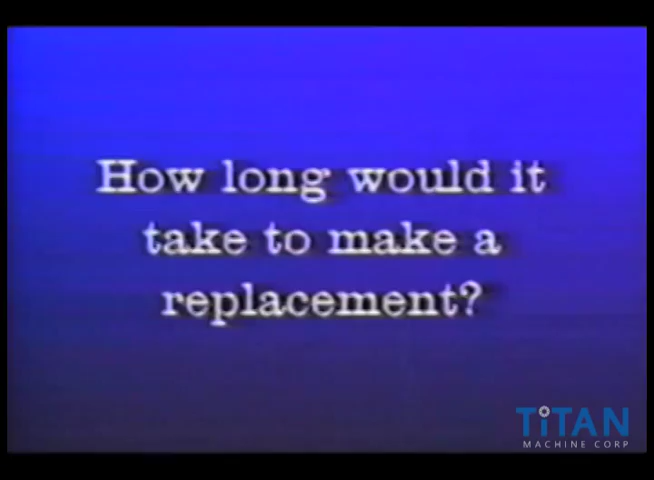 How long would it
take to make a
replacement?
TiTAN
MACHINE CORP